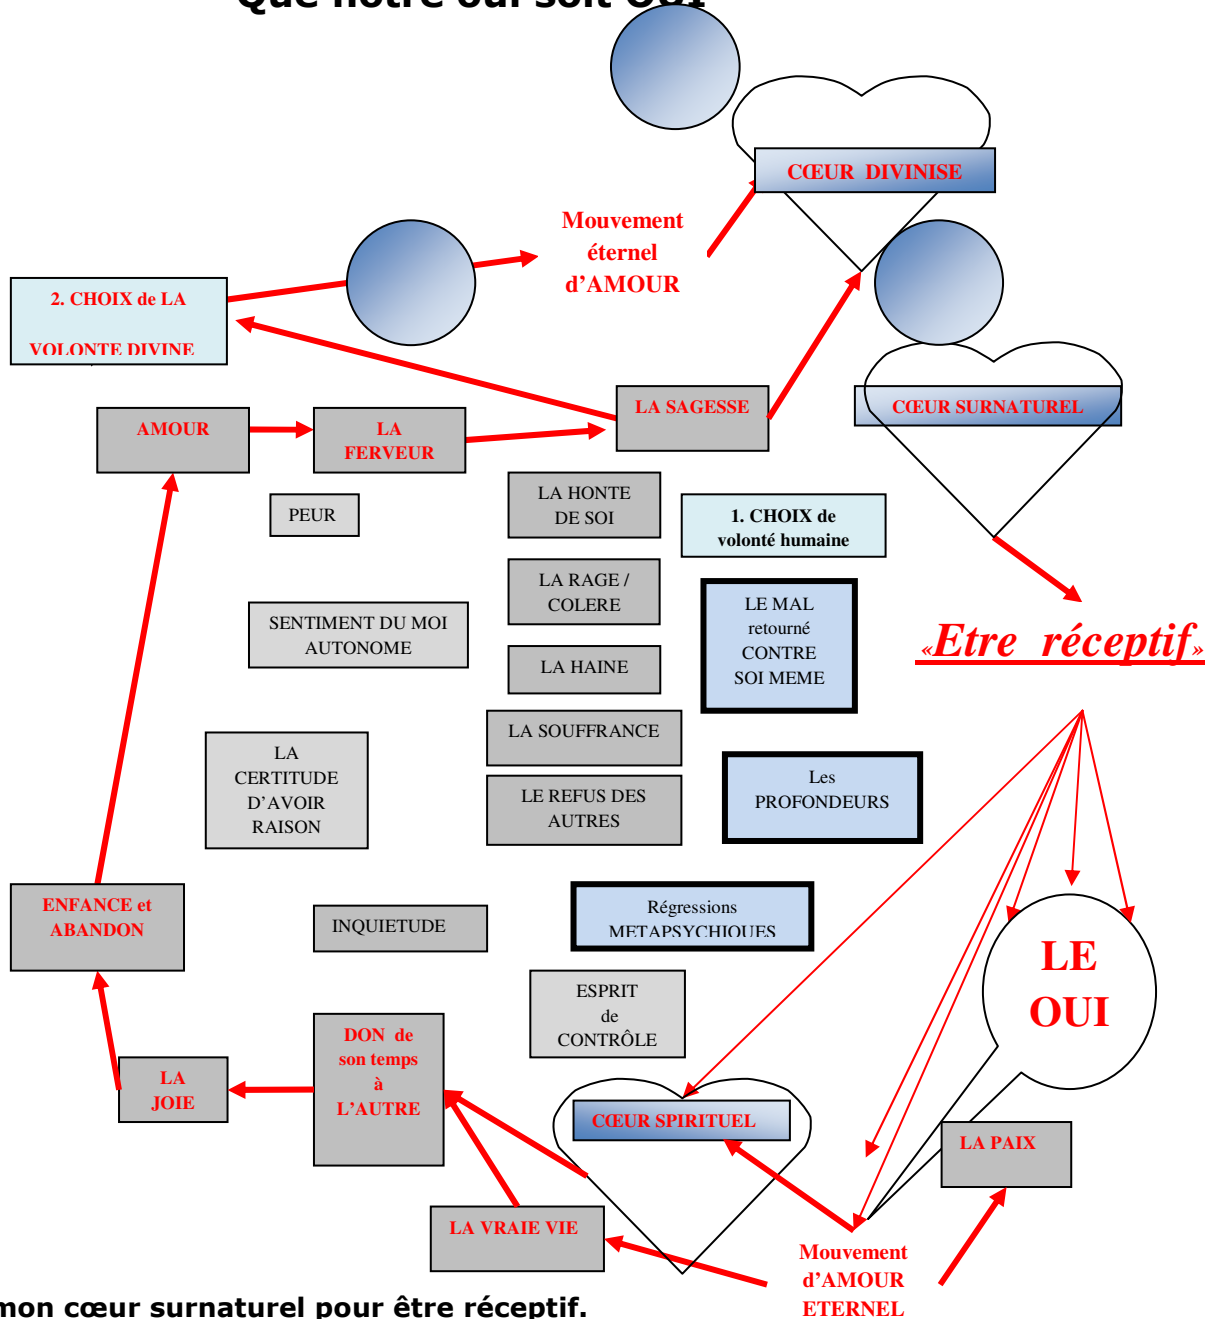 Que notre oui soit OUI
CŒUR DIVINISE
Mouvement
éternel
d’AMOUR
2. CHOIX de LA
VOLONTE DIVINE
LA SAGESSE
CŒUR SURNATUREL
AMOUR
LA
FERVEUR
PEUR
LA HONTE
DE SOI
1. CHOIX de
volonté humaine
LA RAGE /
COLERE
LE MAL
retourné
CONTRE
SOI MEME
SENTIMENT DU MOI
AUTONOME
«Etre réceptif»
LA HAINE
LA SOUFFRANCE
LA
CERTITUDE
D’AVOIR
RAISON
Les
PROFONDEURS
LE REFUS DES
AUTRES
ENFANCE et
ABANDON
INQUIETUDE
Régressions
METAPSYCHIQUES
LE
OUI
ESPRIT
de
CONTRÔLE
DON de
son temps
à
L’AUTRE
LA
JOIE
CŒUR SPIRITUEL
LA PAIX
LA VRAIE VIE
Mouvement
d’AMOUR
ETERNEL
mon cœur surnaturel pour être réceptif.